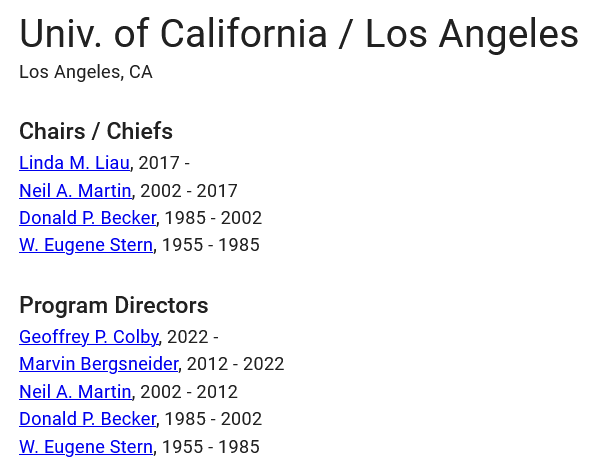 Univ. of California / Los Angeles
Los Angeles, CA
Chairs / Chiefs
Linda M. Liau, 2017 -
Neil A. Martin, 2002 - 2017
Donald P. Becker, 1985 - 2002
W. Eugene Stern, 1955 - 1985
Program Directors
Geoffrey P. Colby, 2022 -
Marvin Bergsneider, 2012 - 2022
Neil A. Martin, 2002 - 2012
Donald P. Becker, 1985 - 2002
W. Eugene Stern, 1955 - 1985